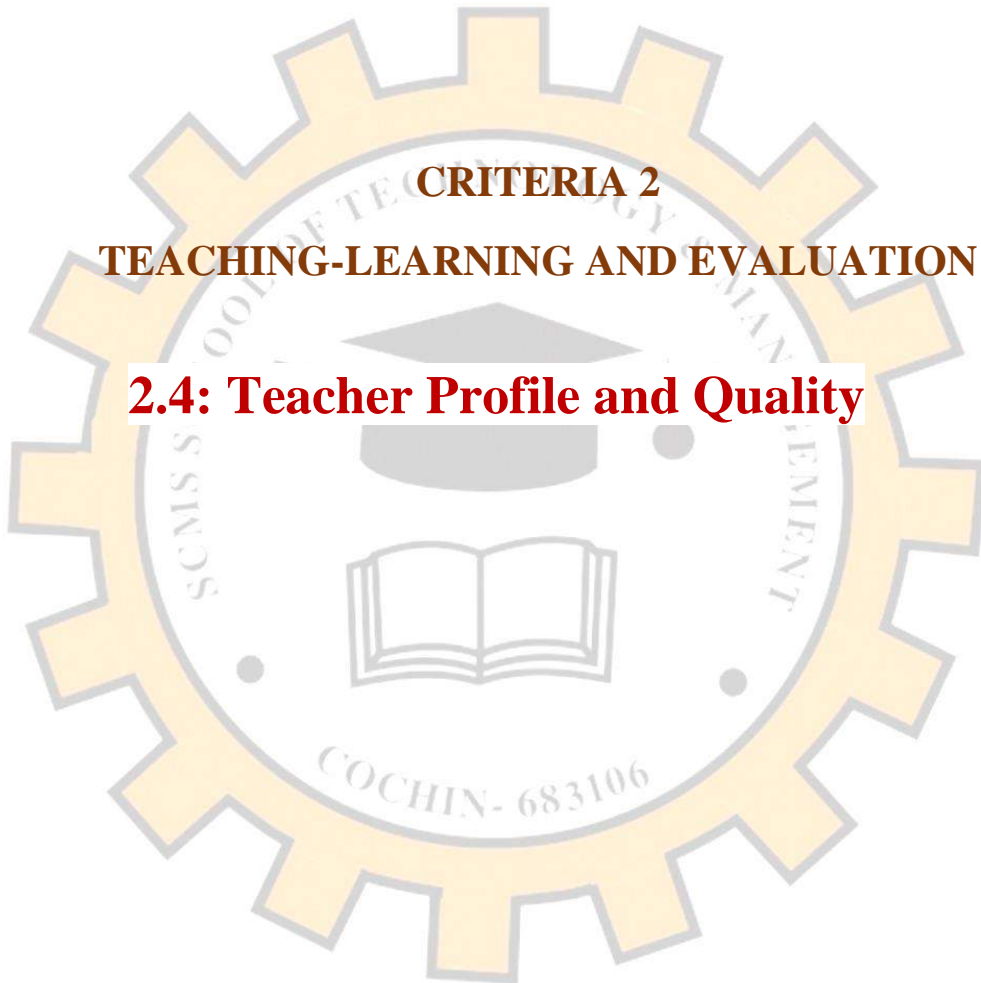 CRITERIA 2
TEACHING-LEARNING AND EVALUATION
2.4: Teacher Profile and Quality
SCMS SCHOOL OF TECHNOLOGY & MANAGEMENT
COCHIN- 683106